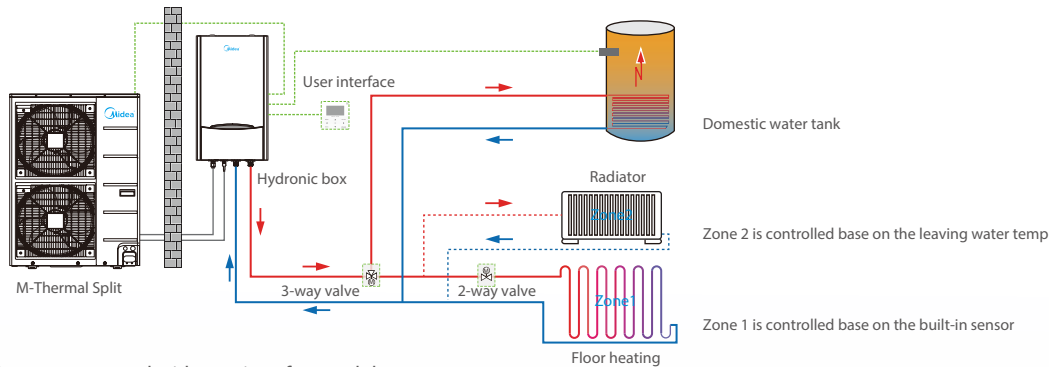 Midea
User interface
Midea
Domestic water tank
Hydronic box
Radiator
Zone2
Zone 2 is controlled base on the leaving water temp
M-Thermal Split
3-way valve
2-way valve
Zone1
Zone 1 is controlled base on the built-in sensor
Floor heating